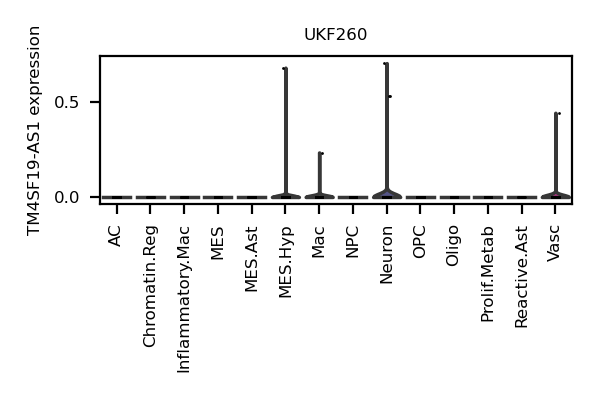 UKF260
TM4SF19-AS1 expression
0.5
0.0
AC
Chromatin.Reg
Inflammatory.Mac
MES
MES.Ast
MES.Hyp
Mac
NPC
Neuron
OPC
Oligo
Prolif.Metab
Reactive.Ast
Vasc